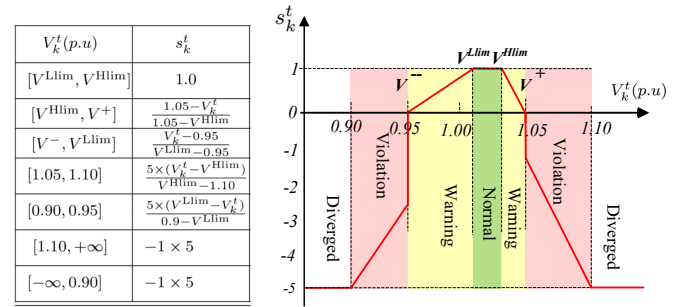 V_k^t(p.u) s_k^t
[V^Llim, V^Hlim] 1.0
[V^Hlim, V^+] (1.05−V_k^t)/(1.05−V^Hlim)
[V^−, V^Llim] (V_k^t−0.95)/(V^Llim−0.95)
[1.05, 1.10] 5×(V_k^t−V^Hlim)/(V^Hlim−1.10)
[0.90, 0.95] 5×(V^Llim−V_k^t)/(0.9−V^Llim)
[1.10, +∞] −1 × 5
[−∞, 0.90] −1 × 5
s_k^t
V^Llim V^Hlim
1
V^-- V^+ V_k^t(p.u)
0
0.90 0.95 1.00 1.05 1.10
-1
-2
-3
-4
-5
Diverged
Violation
Warning
Normal
Warning
Violation
Diverged